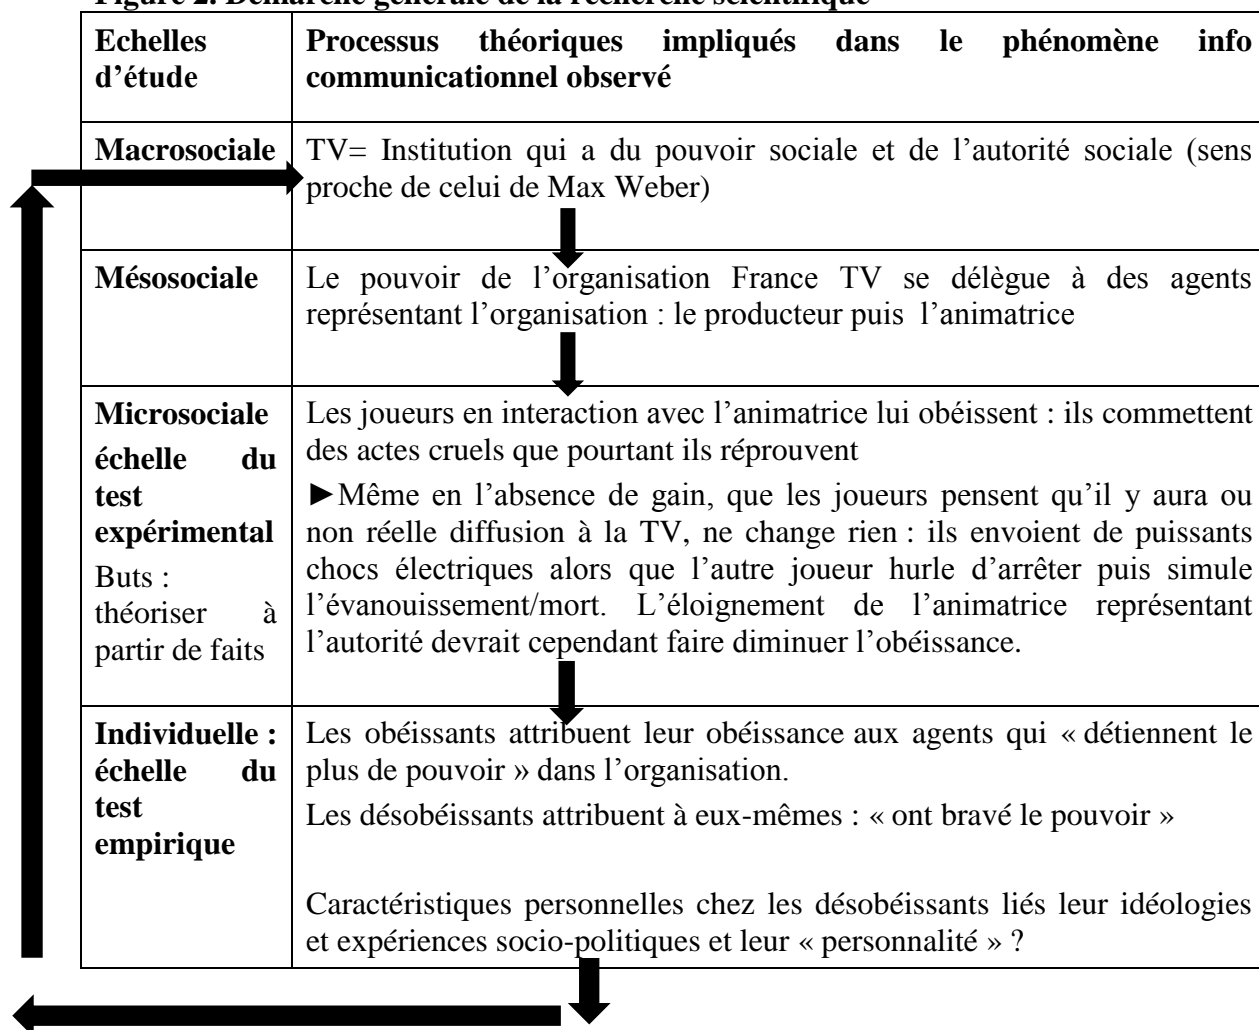 Figure 2. Démarche générale de la recherche scientifique
Echelles
d’étude
Processus théoriques impliqués dans le phénomène info
communicationnel observé
Macrosociale
TV= Institution qui a du pouvoir sociale et de l’autorité sociale (sens
proche de celui de Max Weber)
Mésosociale
Le pouvoir de l’organisation France TV se délègue à des agents
représentant l’organisation : le producteur puis l’animatrice
Microsociale
échelle du
test
expérimental
Buts :
théoriser à
partir de faits
Les joueurs en interaction avec l’animatrice lui obéissent : ils commettent
des actes cruels que pourtant ils réprouvent
►Même en l’absence de gain, que les joueurs pensent qu’il y aura ou
non réelle diffusion à la TV, ne change rien : ils envoient de puissants
chocs électriques alors que l’autre joueur hurle d’arrêter puis simule
l’évanouissement/mort. L’éloignement de l’animatrice représentant
l’autorité devrait cependant faire diminuer l’obéissance.
Individuelle :
échelle du
test
empirique
Les obéissants attribuent leur obéissance aux agents qui « détiennent le
plus de pouvoir » dans l’organisation.
Les désobéissants attribuent à eux-mêmes : « ont bravé le pouvoir »
Caractéristiques personnelles chez les désobéissants liés leur idéologies
et expériences socio-politiques et leur « personnalité » ?